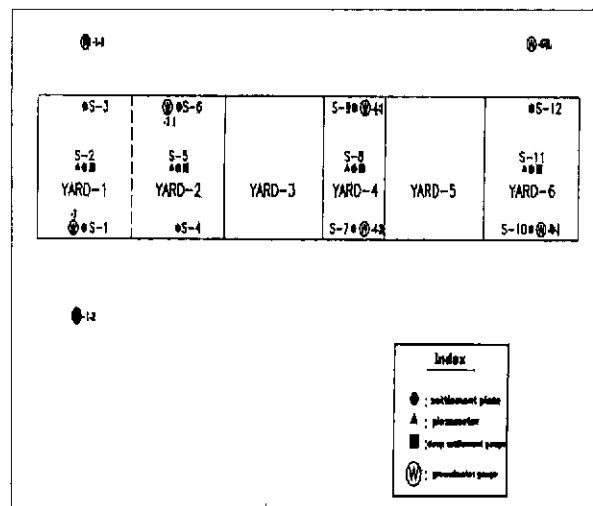 S-3
S-6
S-9
S-12
S-2
S-5
S-8
S-11
YARD-1
YARD-2
YARD-3
YARD-4
YARD-5
YARD-6
S-1
S-4
S-7
S-10
Index
: settlement plate
: piezometer
: deep settlement gauge
W : groundwater gauge